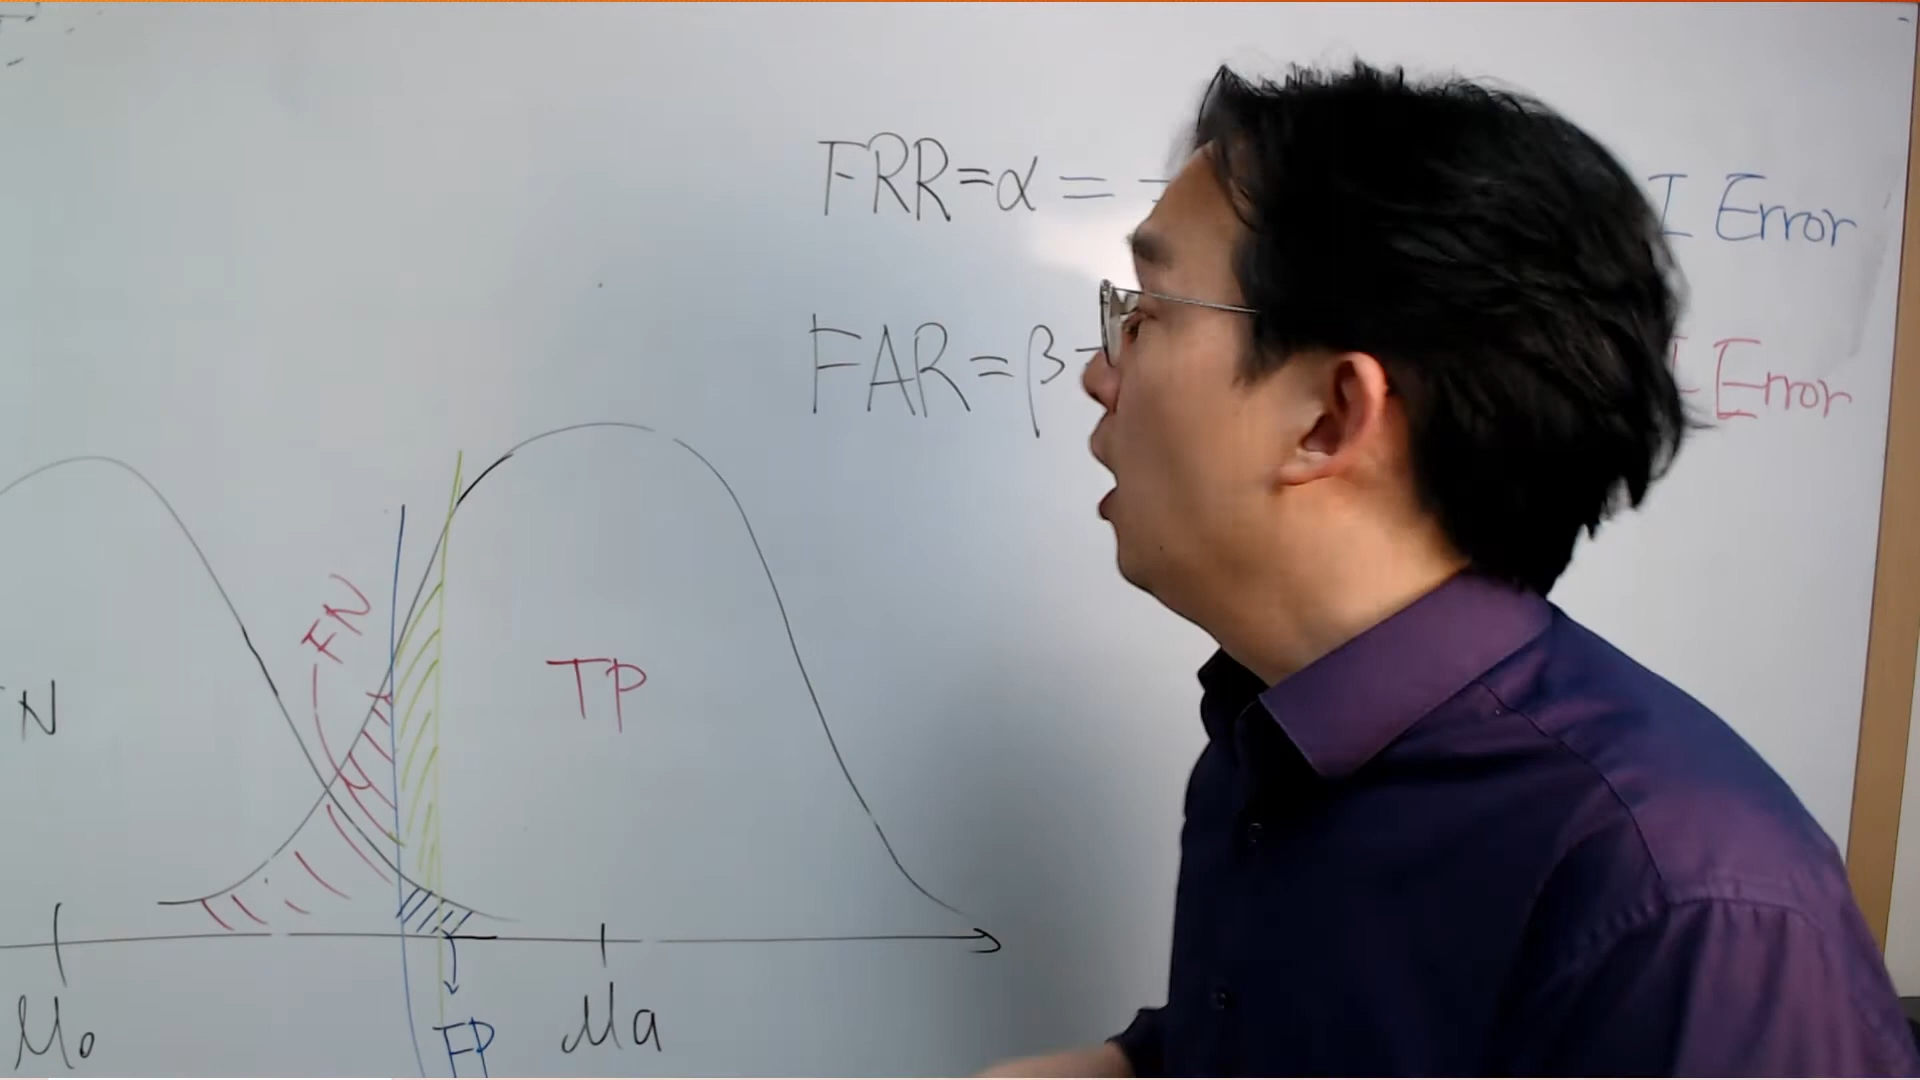 FRR=α=
I Error
FAR=β
I Error
FN
N
TP
μ₀
FP
μa